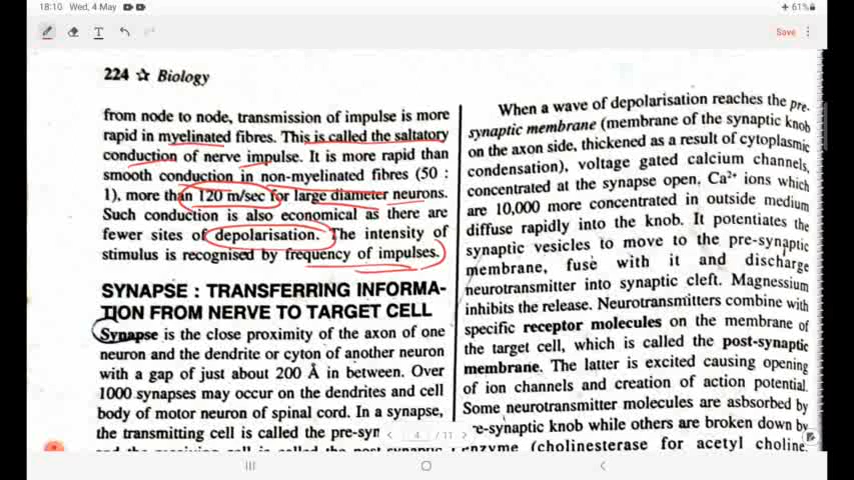 18:10 Wed, 4 May
61%
T
Save
224 ☆ Biology
from node to node, transmission of impulse is more
rapid in myelinated fibres. This is called the saltatory
conduction of nerve impulse. It is more rapid than
smooth conduction in non-myelinated fibres (50 :
1), more than 120 m/sec for large diameter neurons.
Such conduction is also economical as there are
fewer sites of depolarisation. The intensity of
stimulus is recognised by frequency of impulses.
SYNAPSE : TRANSFERRING INFORMA-
TION FROM NERVE TO TARGET CELL
Synapse is the close proximity of the axon of one
neuron and the dendrite or cyton of another neuron
with a gap of just about 200 Å in between. Over
1000 synapses may occur on the dendrites and cell
body of motor neuron of spinal cord. In a synapse,
the transmitting cell is called the pre-syn
and the receiving cell is called the post-synaptic
When a wave of depolarisation reaches the pre-
synaptic membrane (membrane of the synaptic knob
on the axon side, thickened as a result of cytoplasmic
condensation), voltage gated calcium channels,
concentrated at the synapse open. Ca²⁺ ions which
are 10,000 more concentrated in outside medium
diffuse rapidly into the knob. It potentiates the
synaptic vesicles to move to the pre-synaptic
membrane, fuse with it and discharge
neurotransmitter into synaptic cleft. Magnesium
inhibits the release. Neurotransmitters combine with
specific receptor molecules on the membrane of
the target cell, which is called the post-synaptic
membrane. The latter is excited causing opening
of ion channels and creation of action potential.
Some neurotransmitter molecules are asbsorbed by
re-synaptic knob while others are broken down by
enzyme (cholinesterase for acetyl choline.
4 / 11